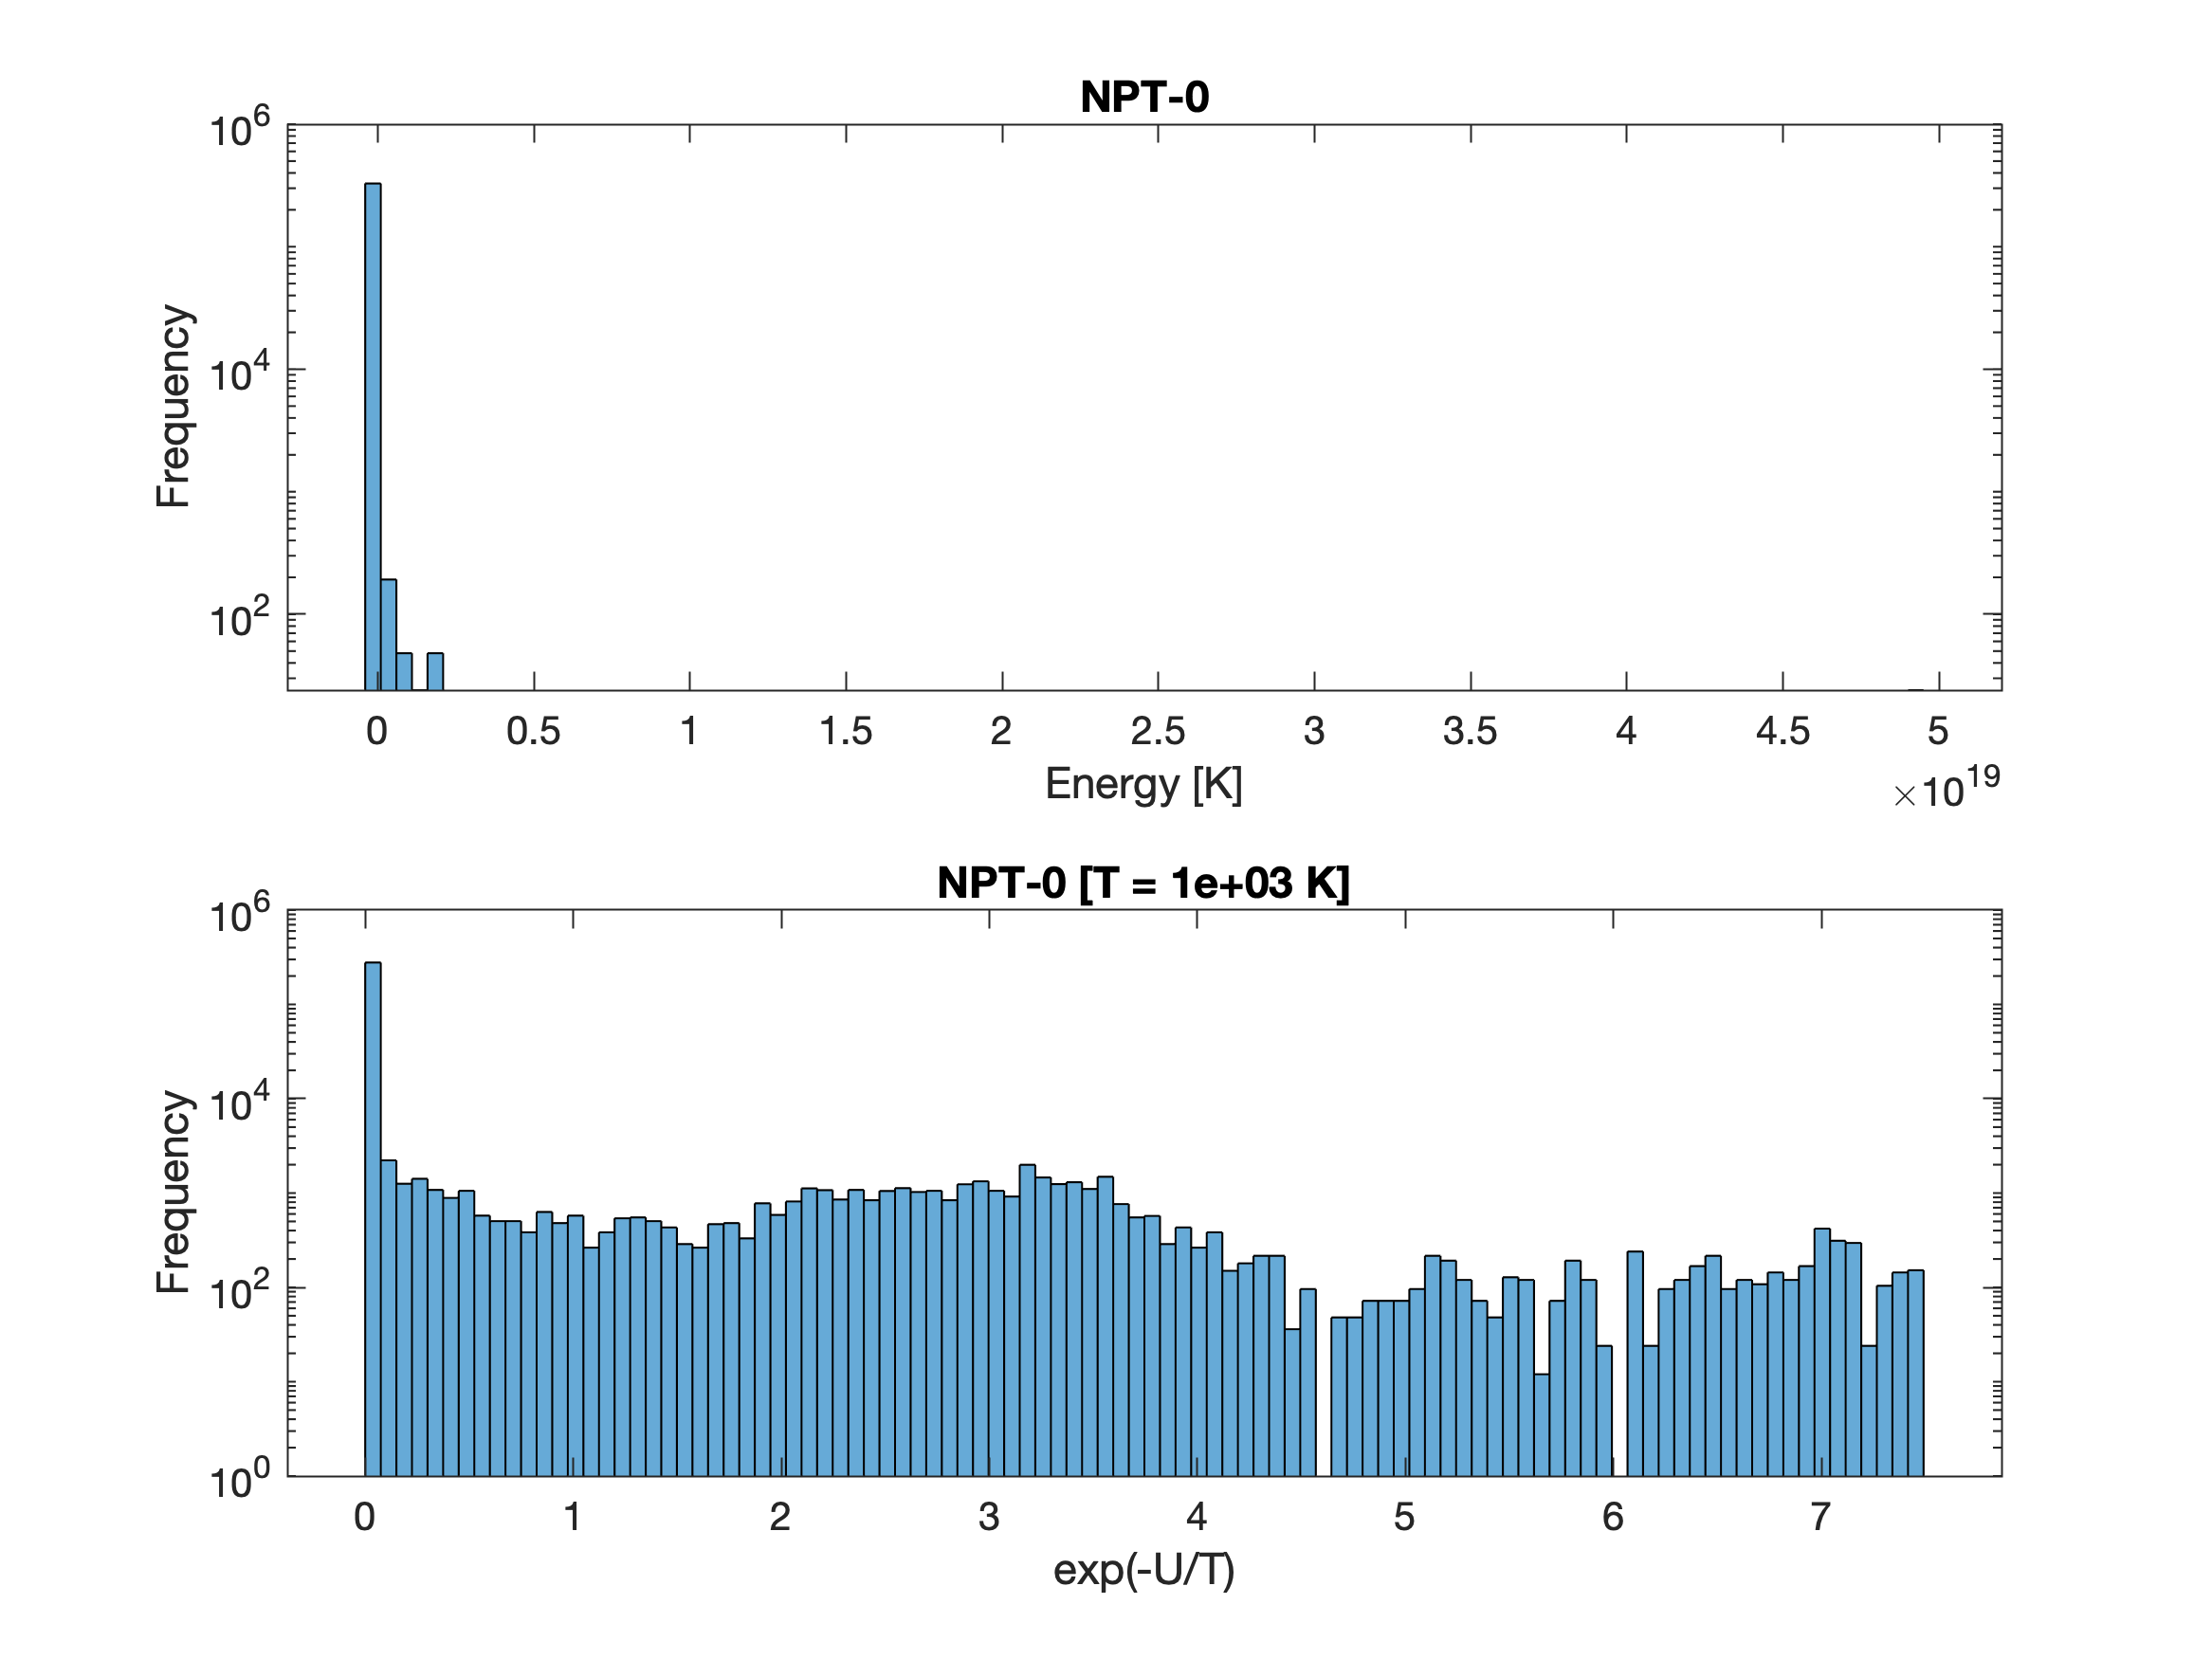 NPT-0
10^6
10^4
10^2
Frequency
0 0.5 1 1.5 2 2.5 3 3.5 4 4.5 5
Energy [K]
×10^19
NPT-0 [T = 1e+03 K]
10^6
10^4
10^2
10^0
Frequency
0 1 2 3 4 5 6 7
exp(-U/T)